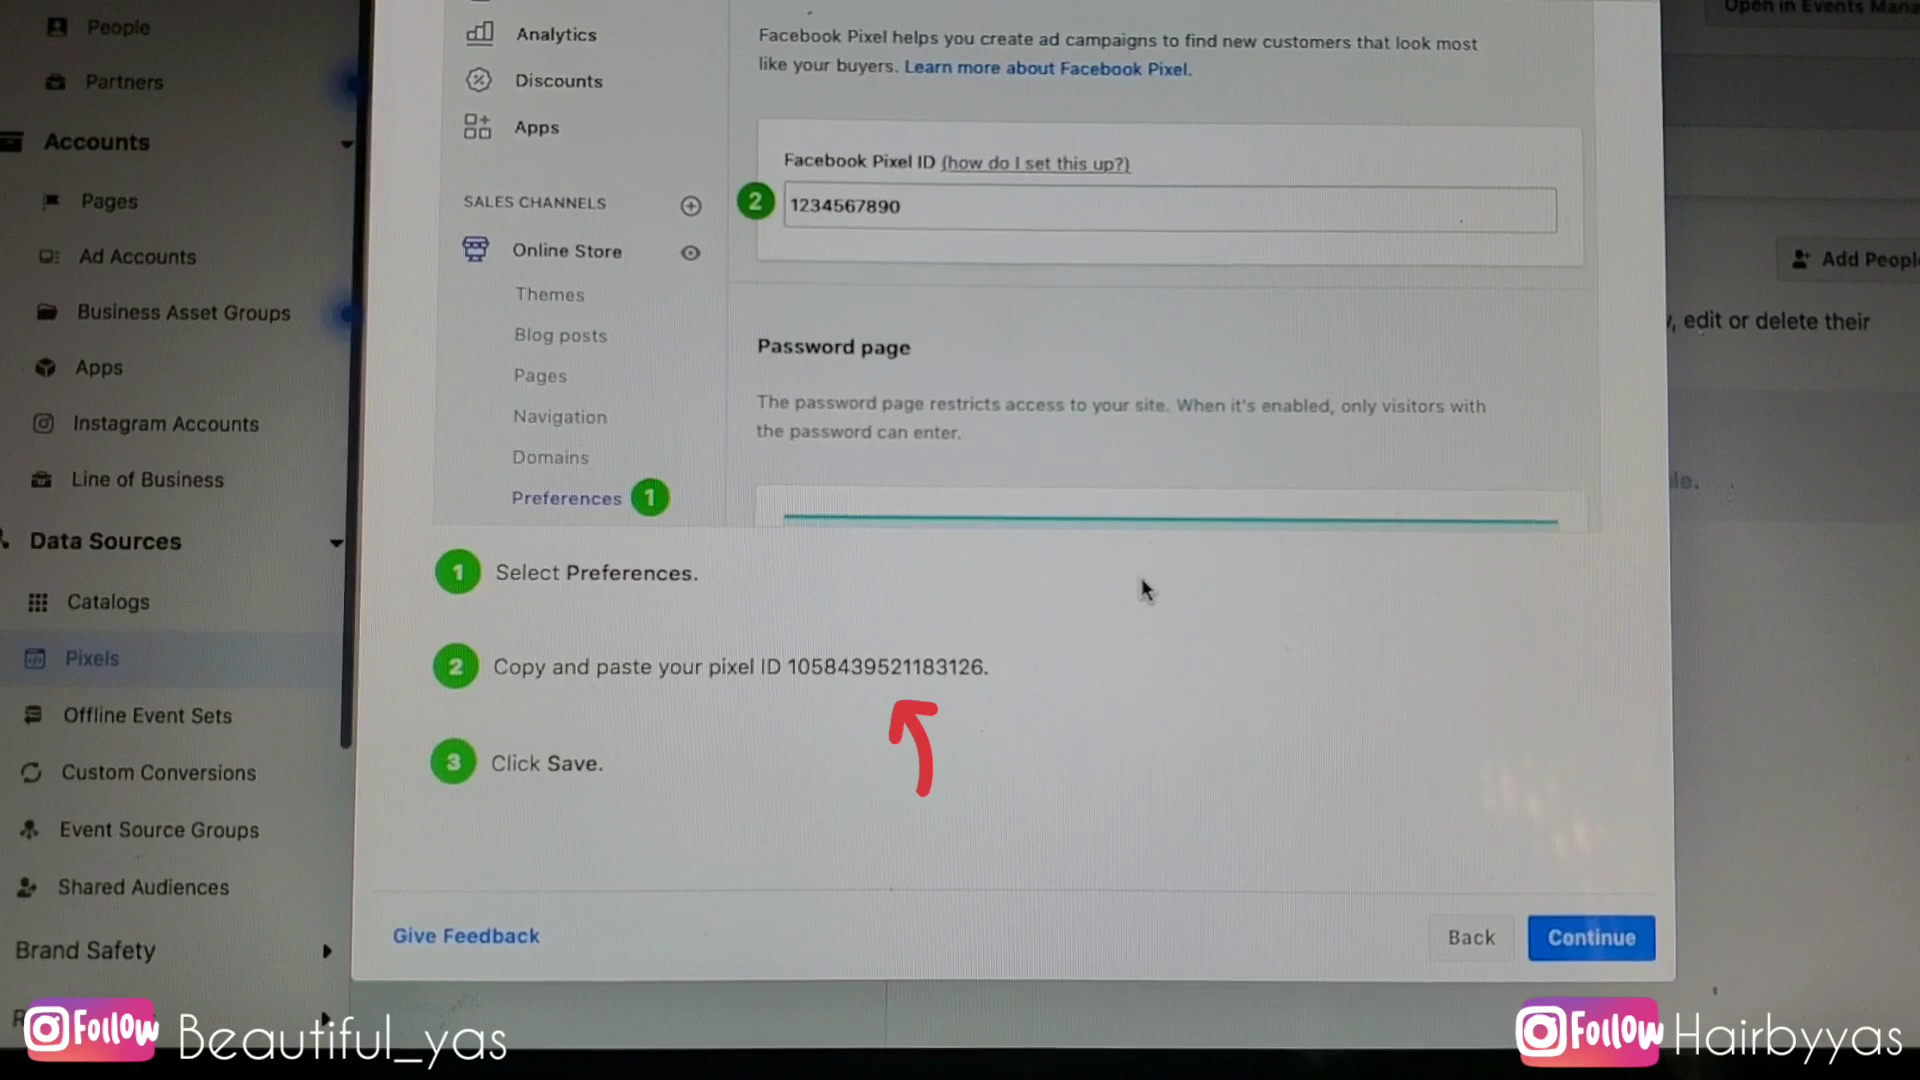 People
Partners
Accounts
Pages
Ad Accounts
Business Asset Groups
Apps
Instagram Accounts
Line of Business
Data Sources
Catalogs
Pixels
Offline Event Sets
Custom Conversions
Event Source Groups
Shared Audiences
Brand Safety
Analytics
Discounts
Apps
SALES CHANNELS
Online Store
Themes
Blog posts
Pages
Navigation
Domains
Preferences 1
Facebook Pixel helps you create ad campaigns to find new customers that look most
like your buyers. Learn more about Facebook Pixel.
Facebook Pixel ID (how do I set this up?)
2 1234567890
Password page
The password page restricts access to your site. When it's enabled, only visitors with
the password can enter.
1 Select Preferences.
2 Copy and paste your pixel ID 1058439521183126.
3 Click Save.
Give Feedback
Back
Continue
Open in Events
Add
, edit or delete their
Follow Beautiful_yas
Follow Hairbyyas